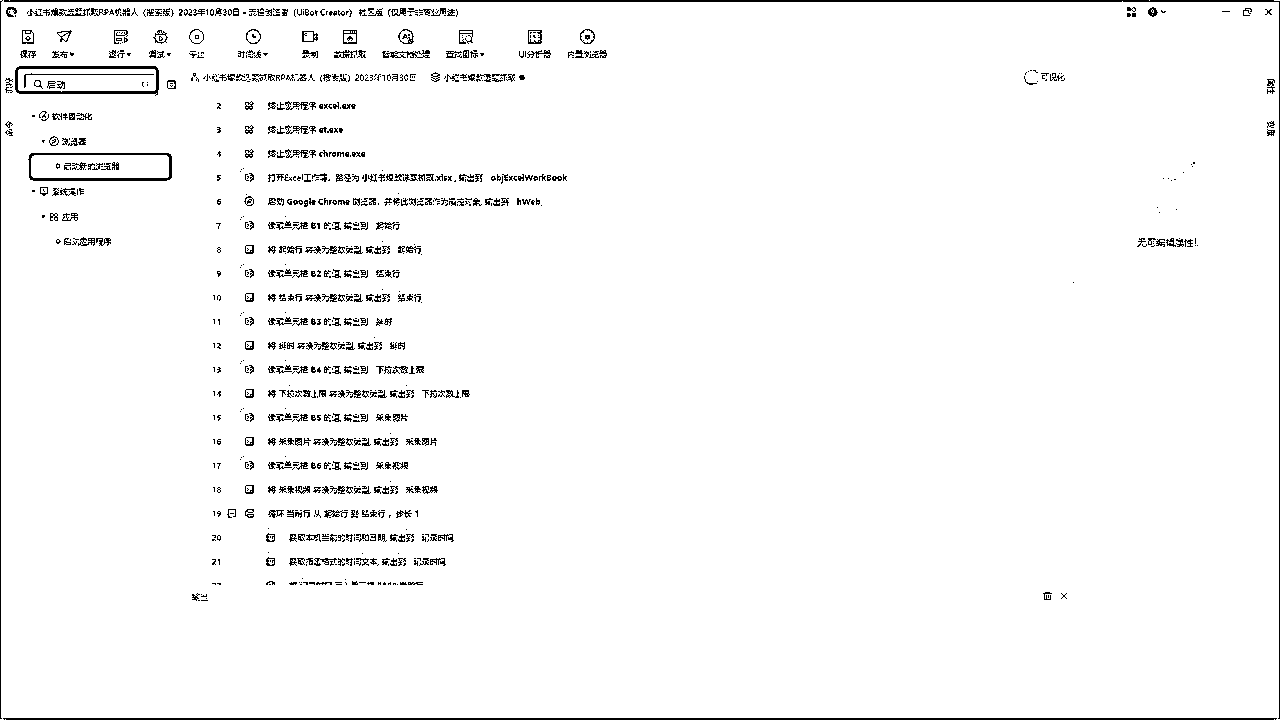 小红书爆款选题抓取RPA机器人（搜索版）2023年10月30日 - 流程创造者（UiBot Creator） 社区版（仅用于非商业用途）
保存 发布 运行 调试 停止 时间线 录制 数据抓取 智能文档处理 查找图标 UI分析器 内置浏览器
启动
小红书爆款选题抓取RPA机器人（搜索版）2023年10月30日 小红书爆款选题抓取
可视化
软件自动化
浏览器
启动新的浏览器
系统操作
应用
启动应用程序
2 终止应用程序 excel.exe
3 终止应用程序 et.exe
4 终止应用程序 chrome.exe
5 打开Excel工作簿，路径为 小红书爆款选题抓取.xlsx , 输出到 objExcelWorkBook
6 启动 Google Chrome 浏览器，并将此浏览器作为操控对象, 输出到 hWeb
7 读取单元格 B1 的值, 输出到 起始行
8 将 起始行 转换为整数类型, 输出到 起始行
9 读取单元格 B2 的值, 输出到 结束行
10 将 结束行 转换为整数类型, 输出到 结束行
11 读取单元格 B3 的值, 输出到 延时
12 将 延时 转换为整数类型, 输出到 延时
13 读取单元格 B4 的值, 输出到 下拉次数上限
14 将 下拉次数上限 转换为整数类型, 输出到 下拉次数上限
15 读取单元格 B5 的值, 输出到 采集图片
16 将 采集图片 转换为整数类型, 输出到 采集图片
17 读取单元格 B6 的值, 输出到 采集视频
18 将 采集视频 转换为整数类型, 输出到 采集视频
19 循环 当前行 从 起始行 到 结束行 ，步长 1
20 获取本机当前的时间和日期, 输出到 记录时间
21 获取指定格式的时间文本, 输出到 记录时间
输出
无可编辑属性!
命令
属性
变量